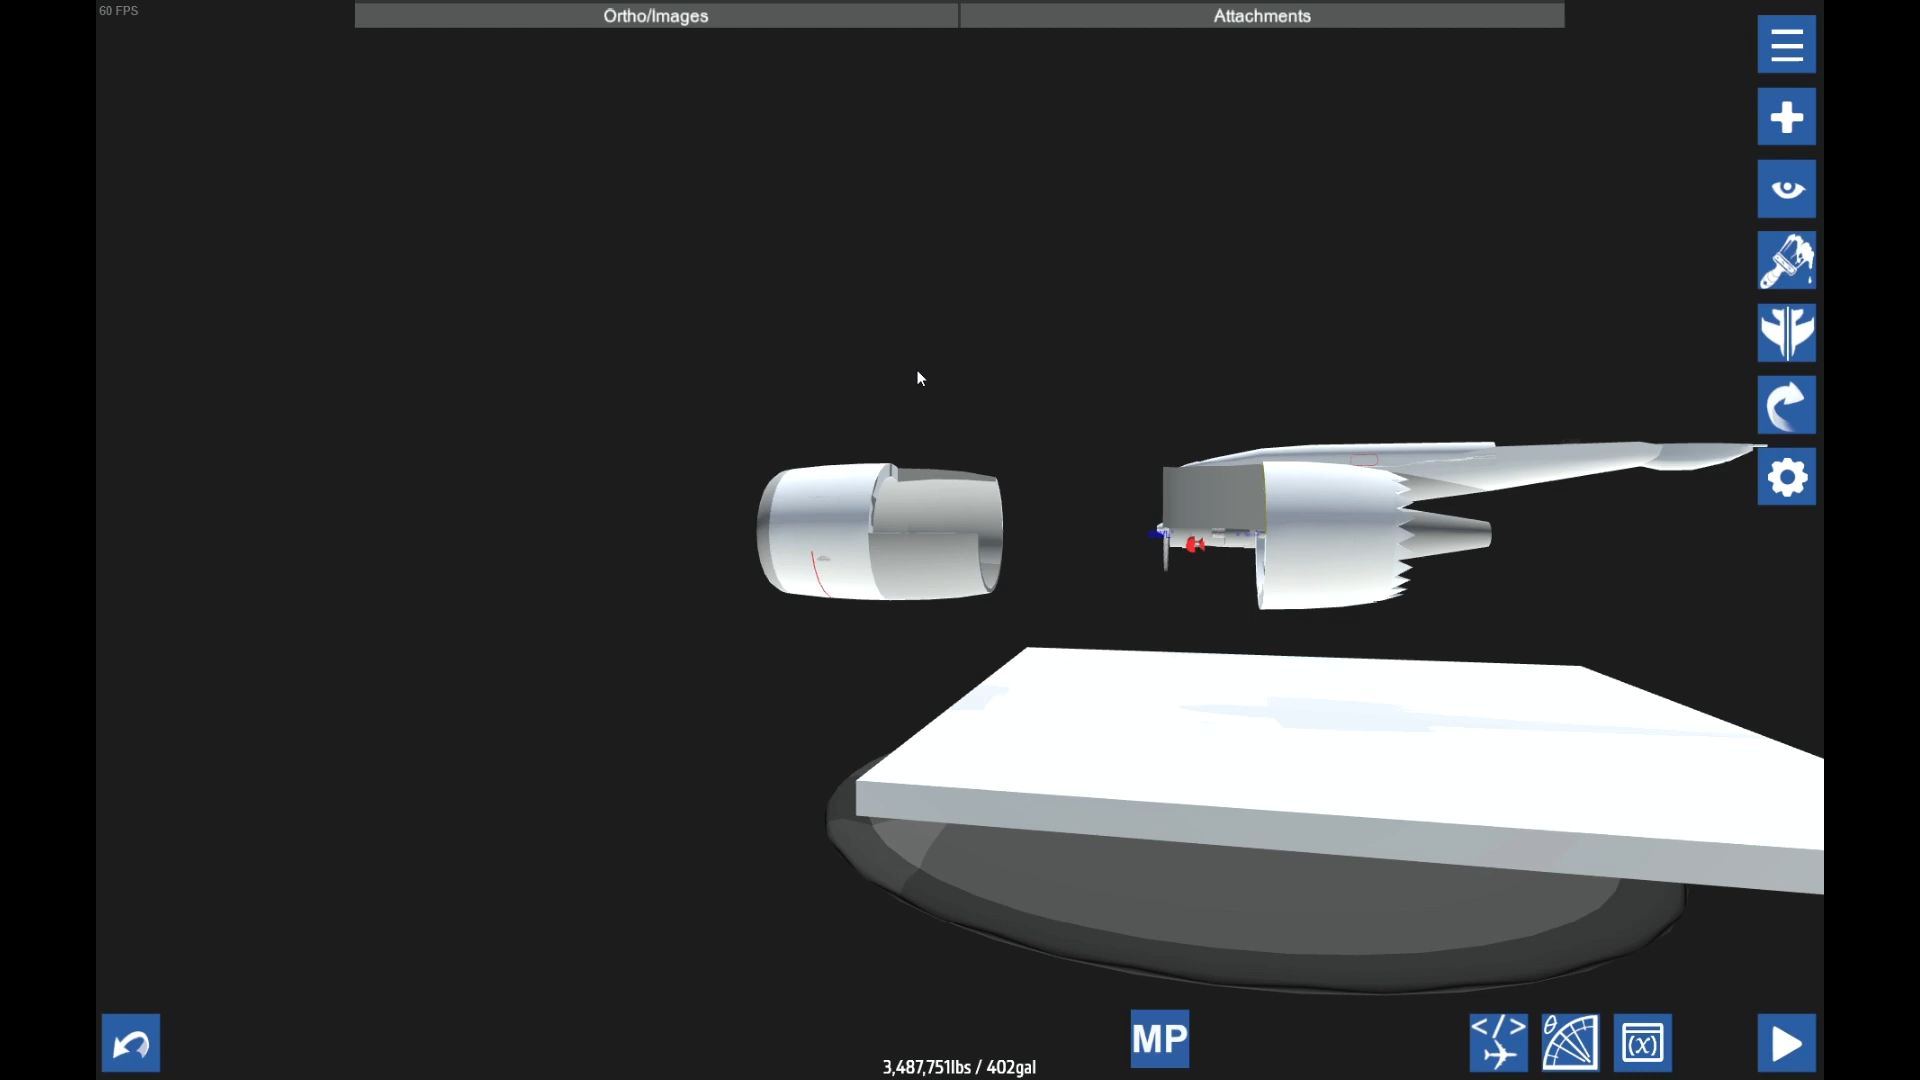 60 FPS
Ortho/Images
Attachments
MP
3,487,751lbs / 402gal
</> θ (x)